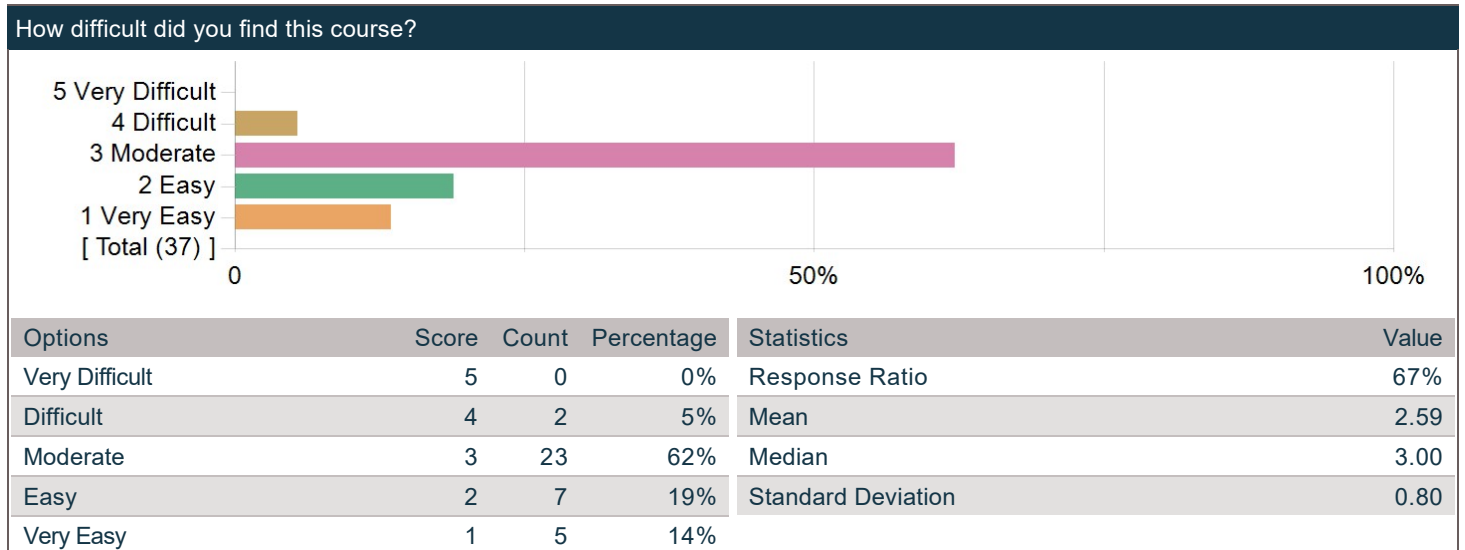 How difficult did you find this course?
5 Very Difficult
4 Difficult
3 Moderate
2 Easy
1 Very Easy
[ Total (37) ]
0 50% 100%
Options Score Count Percentage Statistics Value
Very Difficult 5 0 0% Response Ratio 67%
Difficult 4 2 5% Mean 2.59
Moderate 3 23 62% Median 3.00
Easy 2 7 19% Standard Deviation 0.80
Very Easy 1 5 14%